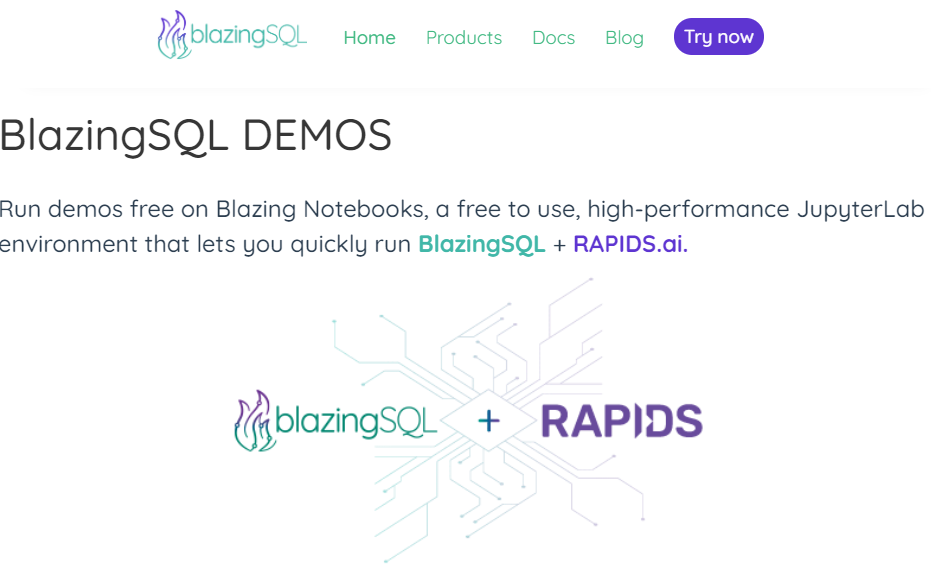 blazingSQL Home Products Docs Blog Try now
BlazingSQL DEMOS
Run demos free on Blazing Notebooks, a free to use, high-performance JupyterLab
environment that lets you quickly run BlazingSQL + RAPIDS.ai.
blazingSQL + RAPIDS